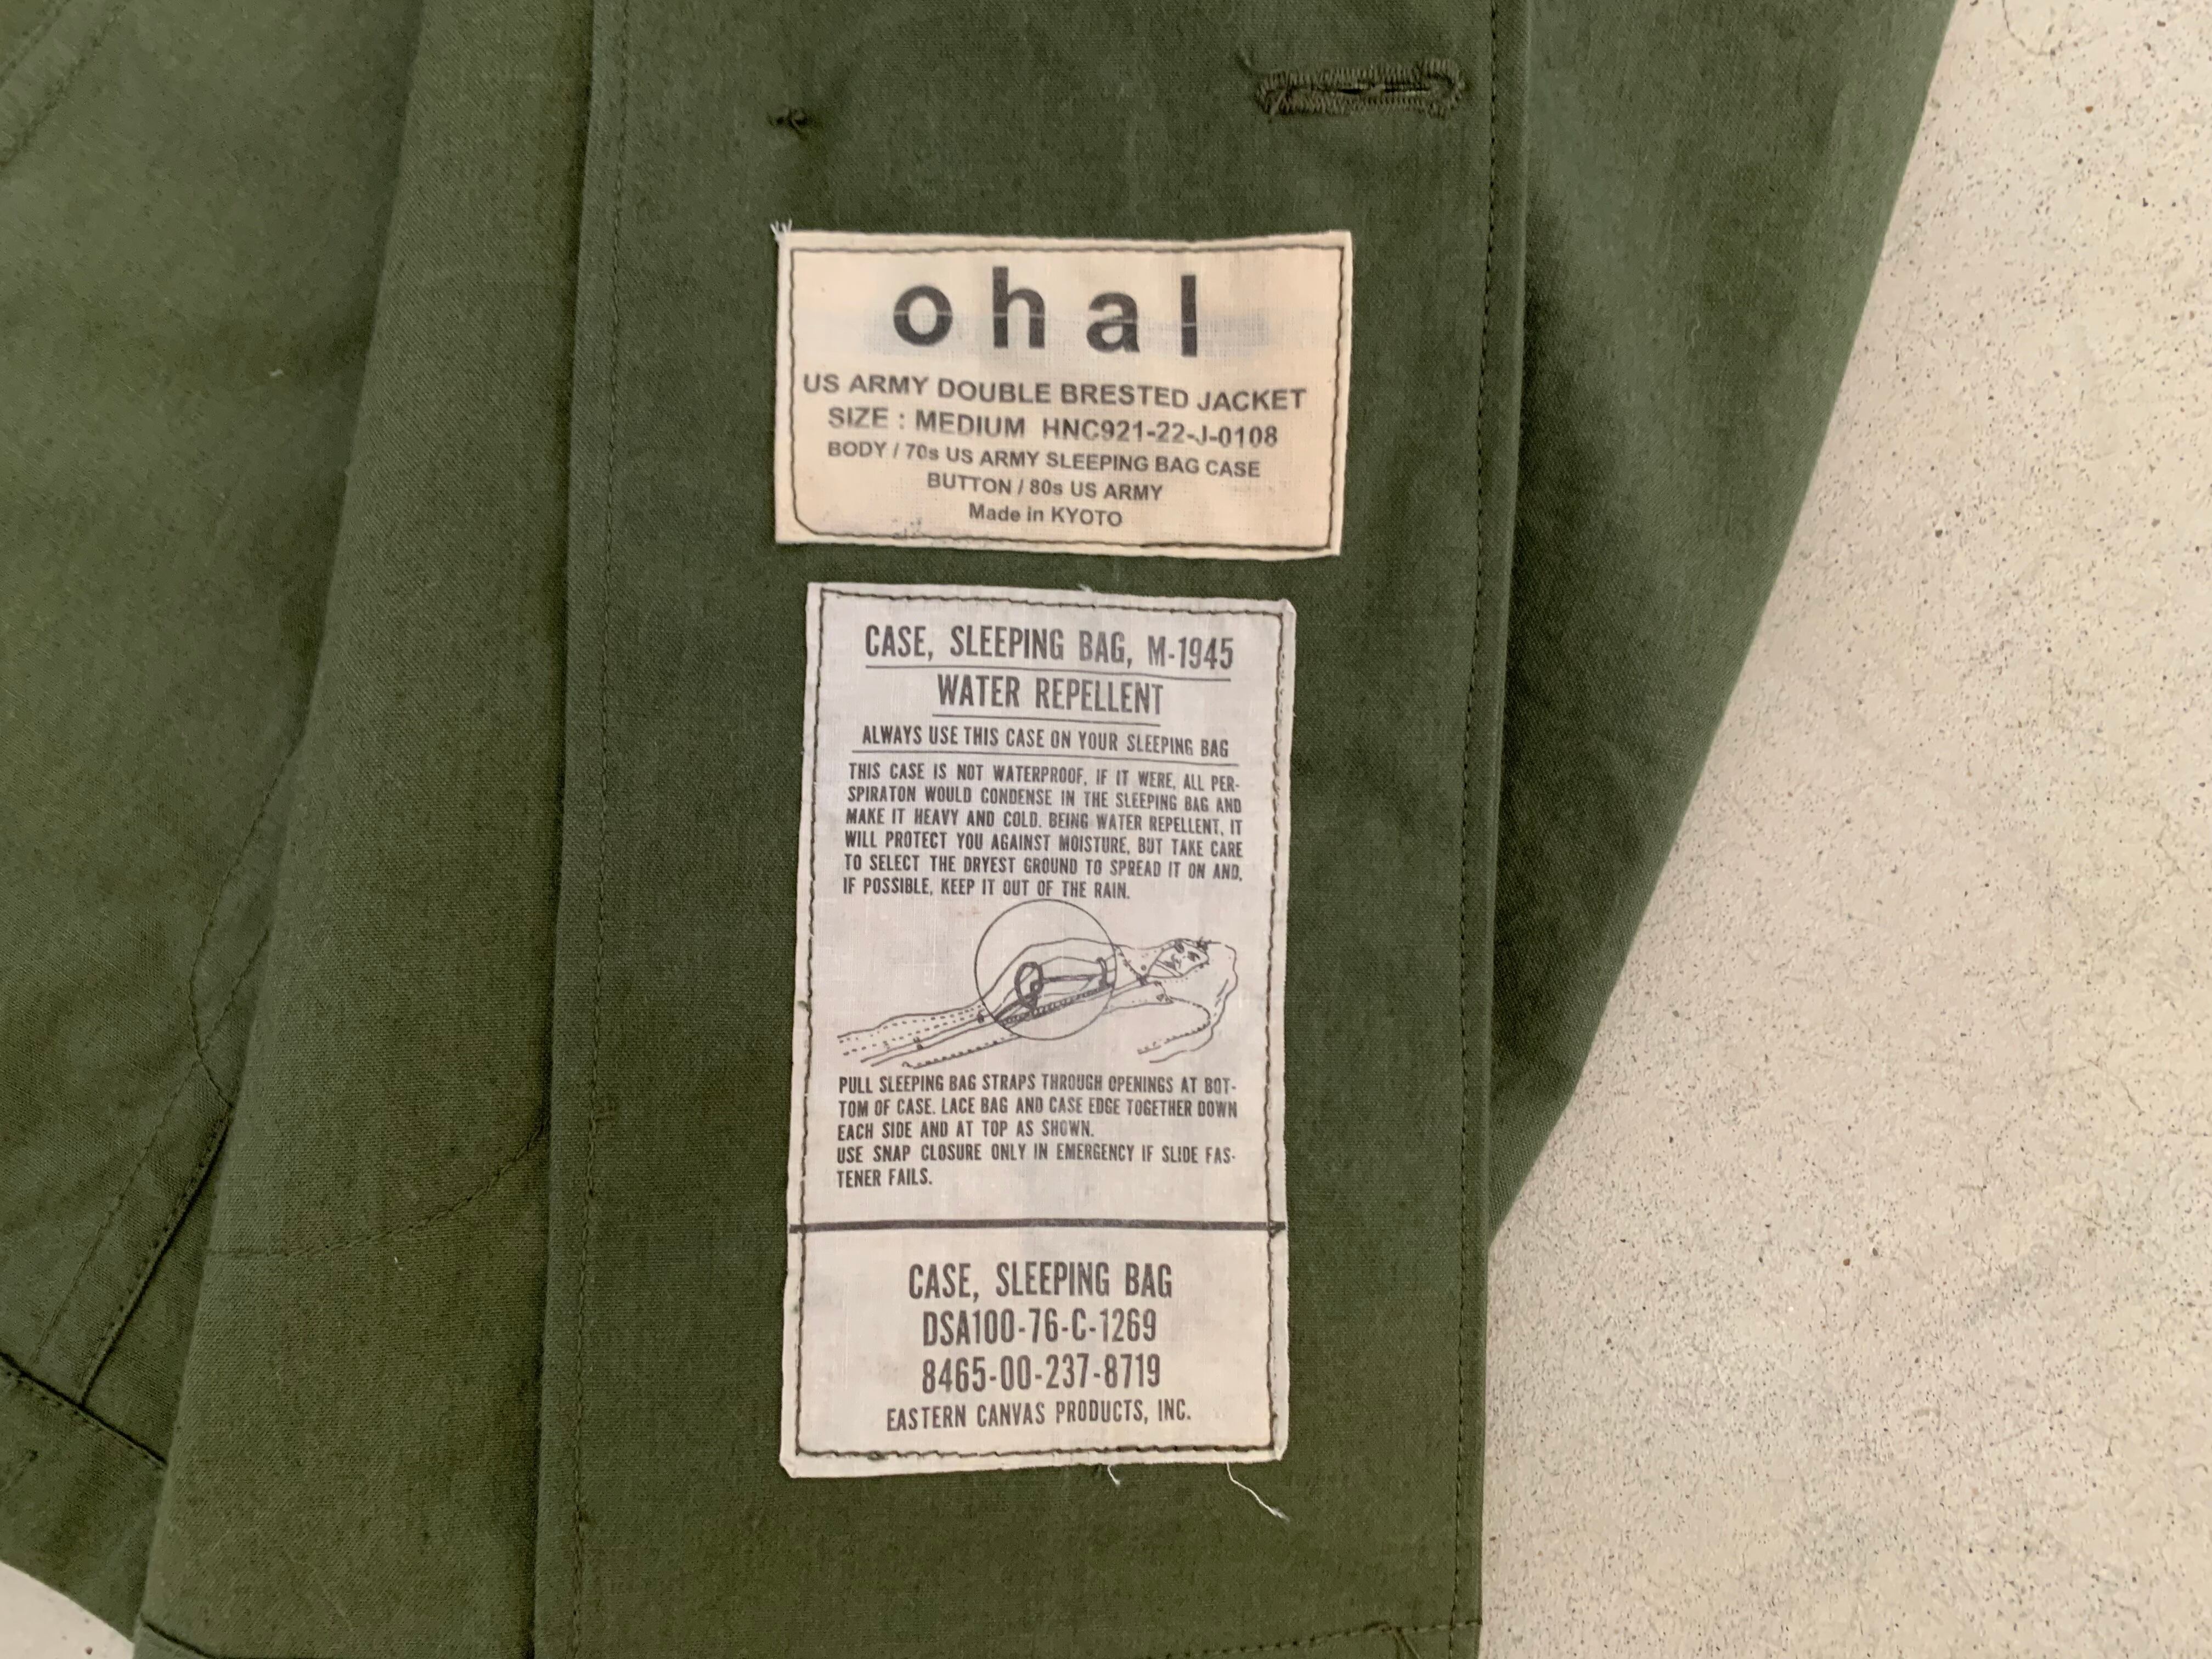 ohal
US ARMY DOUBLE BRESTED JACKET
SIZE : MEDIUM HNC921-22-J-0108
BODY / 70s US ARMY SLEEPING BAG CASE
BUTTON / 80s US ARMY
Made in KYOTO
CASE, SLEEPING BAG, M-1945
WATER REPELLENT
ALWAYS USE THIS CASE ON YOUR SLEEPING BAG
THIS CASE IS NOT WATERPROOF, IF IT WERE, ALL PER-
SPIRATON WOULD CONDENSE IN THE SLEEPING BAG AND
MAKE IT HEAVY AND COLD. BEING WATER REPELLENT, IT
WILL PROTECT YOU AGAINST MOISTURE, BUT TAKE CARE
TO SELECT THE DRYEST GROUND TO SPREAD IT ON AND,
IF POSSIBLE, KEEP IT OUT OF THE RAIN.
PULL SLEEPING BAG STRAPS THROUGH OPENINGS AT BOT-
TOM OF CASE. LACE BAG AND CASE EDGE TOGETHER DOWN
EACH SIDE AND AT TOP AS SHOWN.
USE SNAP CLOSURE ONLY IN EMERGENCY IF SLIDE FAS-
TENER FAILS.
CASE, SLEEPING BAG
DSA100-76-C-1269
8465-00-237-8719
EASTERN CANVAS PRODUCTS, INC.